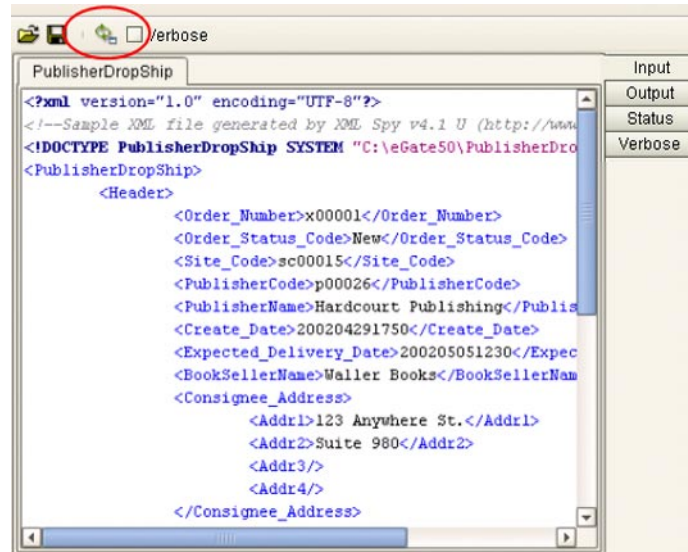 Verbose
PublisherDropShip
<?xml version="1.0" encoding="UTF-8"?>
<!--Sample XML file generated by XML Spy v4.1 U (http://www
<!DOCTYPE PublisherDropShip SYSTEM "C:\eGate50\PublisherDro
<PublisherDropShip>
<Header>
<Order_Number>x00001</Order_Number>
<Order_Status_Code>New</Order_Status_Code>
<Site_Code>sc00015</Site_Code>
<PublisherCode>p00026</PublisherCode>
<PublisherName>Hardcourt Publishing</Publis
<Create_Date>200204291750</Create_Date>
<Expected_Delivery_Date>200205051230</Expec
<BookSellerName>Waller Books</BookSellerNam
<Consignee_Address>
<Addr1>123 Anywhere St.</Addr1>
<Addr2>Suite 980</Addr2>
<Addr3/>
<Addr4/>
</Consignee_Address>
Input
Output
Status
Verbose